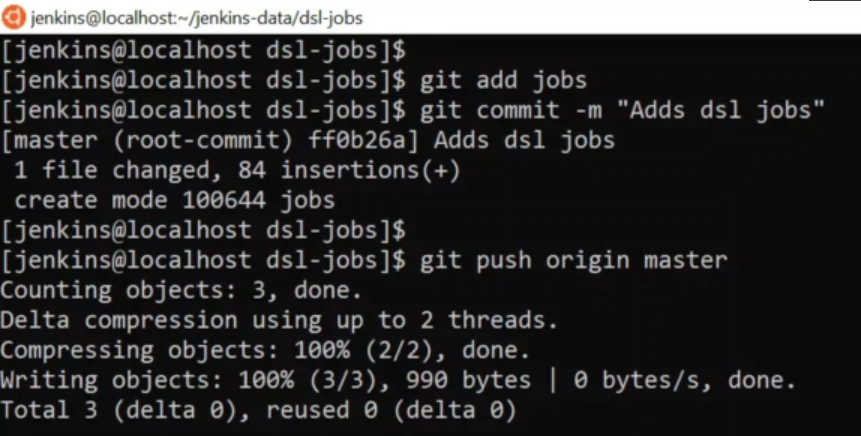 jenkins@localhost:~/jenkins-data/dsl-jobs
[jenkins@localhost dsl-jobs]$
[jenkins@localhost dsl-jobs]$ git add jobs
[jenkins@localhost dsl-jobs]$ git commit -m "Adds dsl jobs"
[master (root-commit) ff0b26a] Adds dsl jobs
 1 file changed, 84 insertions(+)
 create mode 100644 jobs
[jenkins@localhost dsl-jobs]$
[jenkins@localhost dsl-jobs]$ git push origin master
Counting objects: 3, done.
Delta compression using up to 2 threads.
Compressing objects: 100% (2/2), done.
Writing objects: 100% (3/3), 990 bytes | 0 bytes/s, done.
Total 3 (delta 0), reused 0 (delta 0)